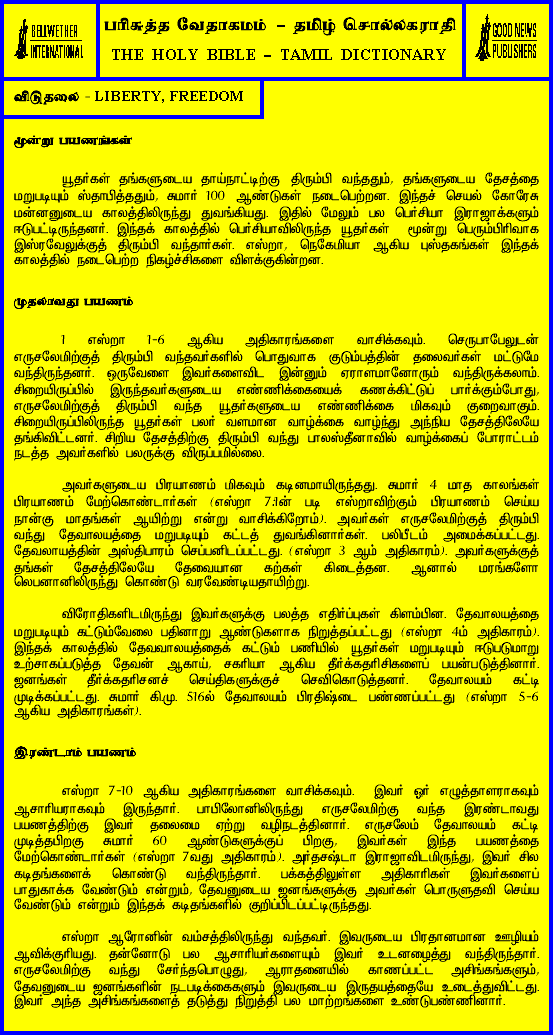 BELLWETHER
INTERNATIONAL
பரிசுத்த வேதாகமம் – தமிழ் சொல்லகராதி
THE HOLY BIBLE – TAMIL DICTIONARY
GOOD NEWS
PUBLISHERS
விடுதலை - LIBERTY, FREEDOM
மூன்று பயணங்கள்
யூதர்கள் தங்களுடைய தாய்நாட்டிற்கு திரும்பி வந்ததும், தங்களுடைய தேசத்தை
மறுபடியும் ஸ்தாபித்ததும், சுமார் 100 ஆண்டுகள் நடைபெற்றன. இந்தச் செயல் கோரேசு
மன்னனுடைய காலத்திலிருந்து துவங்கியது. இதில் மேலும் பல பெர்சியா இராஜாக்களும்
ஈடுபட்டிருந்தனர். இந்தக் காலத்தில் பெர்சியாவிலிருந்த யூதர்கள் மூன்று பெரும்பிரிவாக
இஸ்ரவேலுக்குத் திரும்பி வந்தார்கள். எஸ்றா, நெகேமியா ஆகிய புஸ்தகங்கள் இந்தக்
காலத்தில் நடைபெற்ற நிகழ்ச்சிகளை விளக்குகின்றன.
முதலாவது பயணம்
1 எஸ்றா 1-6 ஆகிய அதிகாரங்களை வாசிக்கவும். செருபாபேலுடன்
எருசலேமிற்குத் திரும்பி வந்தவர்களில் பொதுவாக குடும்பத்தின் தலைவர்கள் மட்டுமே
வந்திருந்தனர். ஒருவேளை இவர்களைவிட இன்னும் ஏராளமானோரும் வந்திருக்கலாம்.
சிறையிருப்பில் இருந்தவர்களுடைய எண்ணிக்கையைக் கணக்கிட்டுப் பார்க்கும்போது,
எருசலேமிற்குத் திரும்பி வந்த யூதர்களுடைய எண்ணிக்கை மிகவும் குறைவாகும்.
சிறையிருப்பிலிருந்த யூதர்கள் பலர் வளமான வாழ்க்கை வாழ்ந்து அந்நிய தேசத்திலேயே
தங்கிவிட்டனர். சிறிய தேசத்திற்கு திரும்பி வந்து பாலஸ்தீனாவில் வாழ்க்கைப் போராட்டம்
நடத்த அவர்களில் பலருக்கு விருப்பமில்லை.
அவர்களுடைய பிரயாணம் மிகவும் கடினமாயிருந்தது. சுமார் 4 மாத காலங்கள்
பிரயாணம் மேற்கொண்டார்கள் (எஸ்றா 7:1ன் படி எஸ்றாவிற்கும் பிரயாணம் செய்ய
நான்கு மாதங்கள் ஆயிற்று என்று வாசிக்கிறோம்). அவர்கள் எருசலேமிற்குத் திரும்பி
வந்து தேவாலயத்தை மறுபடியும் கட்டத் துவங்கினார்கள். பலிபீடம் அமைக்கப்பட்டது.
தேவலாயத்தின் அஸ்திபாரம் செப்பனிடப்பட்டது. (எஸ்றா 3 ஆம் அதிகாரம்). அவர்களுக்குத்
தங்கள் தேசத்திலேயே தேவையான கற்கள் கிடைத்தன. ஆனால் மரங்களோ
லெபனானிலிருந்து கொண்டு வரவேண்டியதாயிற்று.
விரோதிகளிடமிருந்து இவர்களுக்கு பலத்த எதிர்ப்புகள் கிளம்பின. தேவாலயத்தை
மறுபடியும் கட்டும்வேலை பதினாறு ஆண்டுகளாக நிறுத்தப்பட்டது (எஸ்றா 4ம் அதிகாரம்).
இந்தக் காலத்தில் தேவவாலயத்தைக் கட்டும் பணியில் யூதர்கள் மறுபடியும் ஈடுபடுமாறு
உற்சாகப்படுத்த தேவன் ஆகாய், சகரியா ஆகிய தீர்க்கதரிசிகளைப் பயன்படுத்தினார்.
ஜனங்கள் தீர்க்கதரிசனச் செய்திகளுக்குச் செவிகொடுத்தனர். தேவாலயம் கட்டி
முடிக்கப்பட்டது. சுமார் கி.மு. 516ல் தேவாலயம் பிரதிஷ்டை பண்ணப்பட்டது (எஸ்றா 5-6
ஆகிய அதிகாரங்கள்).
இரண்டாம் பயணம்
எஸ்றா 7-10 ஆகிய அதிகாரங்களை வாசிக்கவும். இவர் ஓர் எழுத்தாளராகவும்
ஆசாரியராகவும் இருந்தார். பாபிலோனிலிருந்து எருசலேமிற்கு வந்த இரண்டாவது
பயணத்திற்கு இவர் தலைமை ஏற்று வழிநடத்தினார். எருசலேம் தேவாலயம் கட்டி
முடித்தபிறகு சுமார் 60 ஆண்டுகளுக்குப் பிறகு, இவர்கள் இந்த பயணத்தை
மேற்கொண்டார்கள் (எஸ்றா 7வது அதிகாரம்). அர்தசஷ்டா இராஜாவிடமிருந்து, இவர் சில
கடிதங்களைக் கொண்டு வந்திருந்தார். பக்கத்திலுள்ள அதிகாரிகள் இவர்களைப்
பாதுகாக்க வேண்டும் என்றும், தேவனுடைய ஜனங்களுக்கு அவர்கள் பொருளுதவி செய்ய
வேண்டும் என்றும் இந்தக் கடிதங்களில் குறிப்பிடப்பட்டிருந்தது.
எஸ்றா ஆரோனின் வம்சத்திலிருந்து வந்தவர். இவருடைய பிரதானமான ஊழியம்
ஆவிக்குரியது. தன்னோடு பல ஆசாரியர்களையும் இவர் உடனழைத்து வந்திருந்தார்.
எருசலேமிற்கு வந்து சேர்ந்தபொழுது, ஆராதனையில் காணப்பட்ட அசிங்கங்களும்,
தேவனுடைய ஜனங்களின் நடபடிக்கைகளும் இவருடைய இருதயத்தையே உடைத்துவிட்டது.
இவர் அந்த அசிங்கங்களைத் தடுத்து நிறுத்தி பல மாற்றங்களை உண்டுபண்ணினார்.